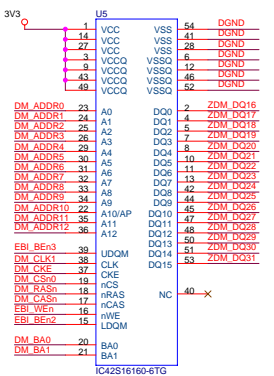 3V3 U5
1 VCC VSS 54 DGND
14 VCC VSS 41 DGND
27 VCC VSS 28 DGND
3 VCCQ VSSQ 6 DGND
9 VCCQ VSSQ 12 DGND
43 VCCQ VSSQ 46 DGND
49 VCCQ VSSQ 52 DGND
DM_ADDR0 23 A0 DQ0 2 ZDM_DQ16
DM_ADDR1 24 A1 DQ1 4 ZDM_DQ17
DM_ADDR2 25 A2 DQ2 5 ZDM_DQ18
DM_ADDR3 26 A3 DQ3 7 ZDM_DQ19
DM_ADDR4 29 A4 DQ4 8 ZDM_DQ20
DM_ADDR5 30 A5 DQ5 10 ZDM_DQ21
DM_ADDR6 31 A6 DQ6 11 ZDM_DQ22
DM_ADDR7 32 A7 DQ7 13 ZDM_DQ23
DM_ADDR8 33 A8 DQ8 42 ZDM_DQ24
DM_ADDR9 34 A9 DQ9 44 ZDM_DQ25
DM_ADDR10 22 A10/AP DQ10 45 ZDM_DQ26
DM_ADDR11 35 A11 DQ11 47 ZDM_DQ27
DM_ADDR12 36 A12 DQ12 48 ZDM_DQ28
DQ13 50 ZDM_DQ29
EBI_BEn3 39 UDQM DQ14 51 ZDM_DQ30
DM_CLK1 38 CLK DQ15 53 ZDM_DQ31
DM_CKE 37 CKE
DM_CSn0 19 nCS
DM_RASn 18 nRAS NC 40
DM_CASn 17 nCAS
EBI_WEn 16 nWE
EBI_BEn2 15 LDQM
DM_BA0 20 BA0
DM_BA1 21 BA1
IC42S16160-6TG